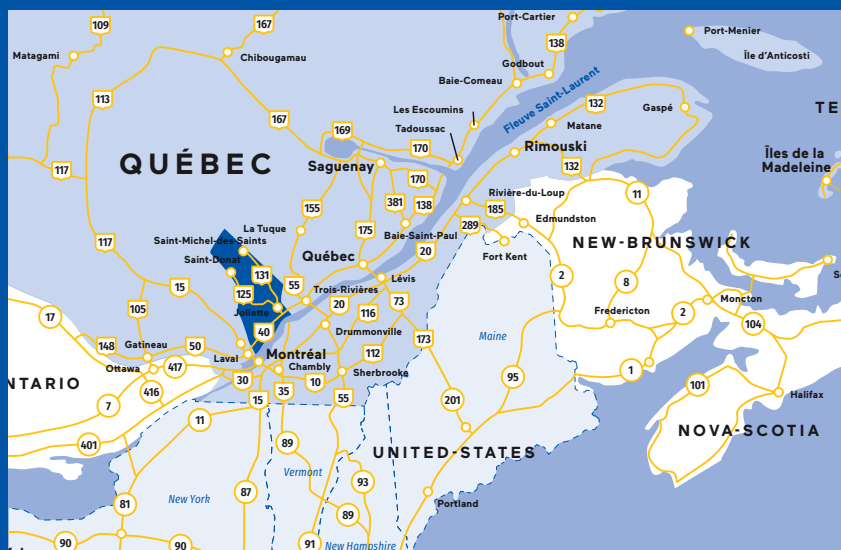 109
167
Port-Cartier
Port-Menier
Matagami
Chibougamau
138
Île d'Anticosti
Godbout
Baie-Comeau
113
Les Escoumins
Fleuve Saint-Laurent
132
Gaspé
TE
167
169
Tadoussac
Matane
170
Rimouski
QUÉBEC
117
Saguenay
132
Îles de la
Madeleine
170
155
381
138
Rivière-du-Loup
185
11
La Tuque
175
Baie-Saint-Paul
289
Edmundston
117
Saint-Michel-des-Saints
Saint-Donat
Québec
20
Fort Kent
NEW-BRUNSWICK
131
15
125
55
Lévis
2
8
Trois-Rivières
73
Moncton
105
Joliette
20
116
Fredericton
2
17
40
Drummonville
173
Maine
104
148
Gatineau
50
Laval
Montréal
112
Ottawa
417
Chambly
Sherbrooke
1
NTARIO
416
30
35
10
95
101
7
15
55
201
Halifax
11
401
89
UNITED-STATES
NOVA-SCOTIA
Vermont
93
New York
87
81
Portland
89
90
90
91
New Hampshire